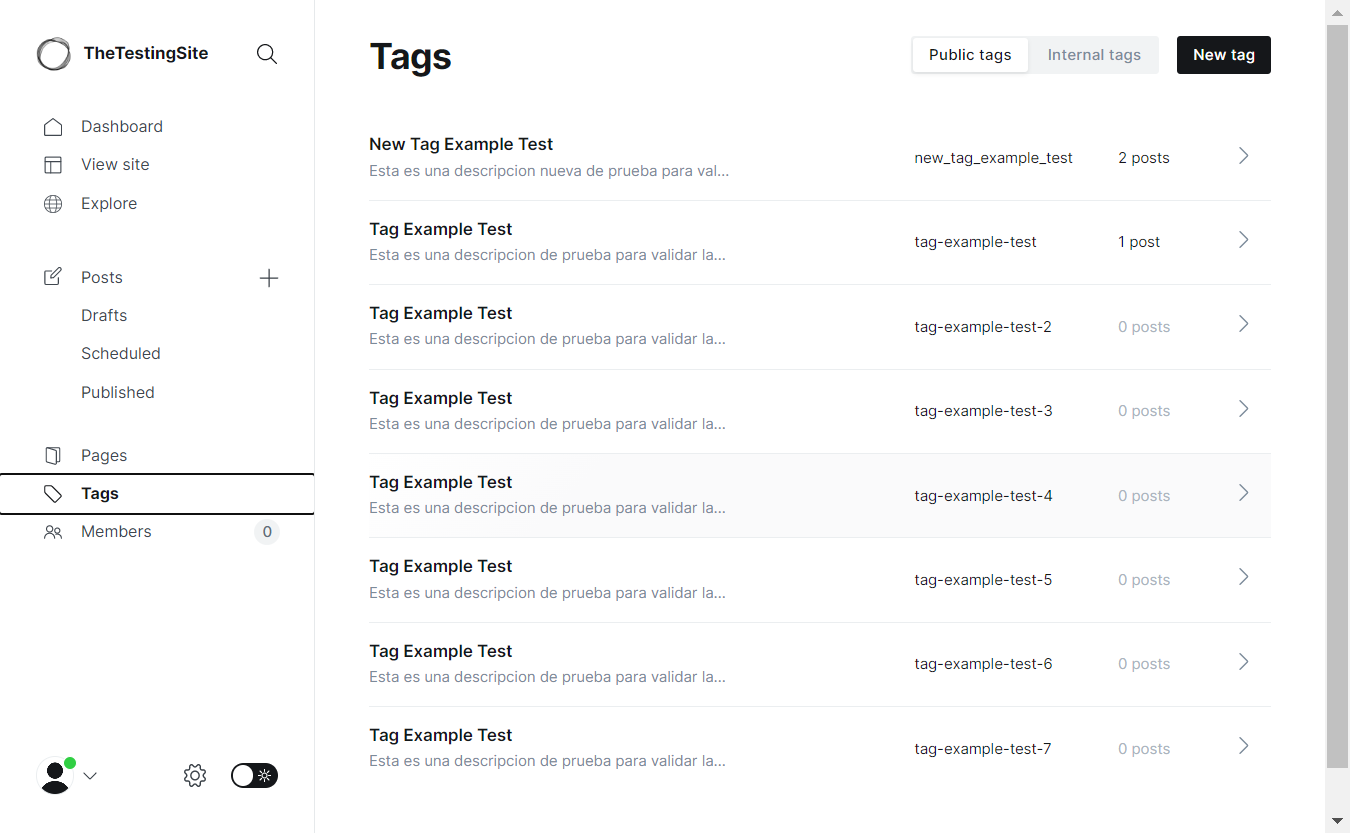 TheTestingSite
Dashboard
View site
Explore
Posts
Drafts
Scheduled
Published
Pages
Tags
Members 0
Tags
Public tags Internal tags New tag
New Tag Example Test
Esta es una descripcion nueva de prueba para val...
new_tag_example_test 2 posts
Tag Example Test
Esta es una descripcion de prueba para validar la...
tag-example-test 1 post
Tag Example Test
Esta es una descripcion de prueba para validar la...
tag-example-test-2 0 posts
Tag Example Test
Esta es una descripcion de prueba para validar la...
tag-example-test-3 0 posts
Tag Example Test
Esta es una descripcion de prueba para validar la...
tag-example-test-4 0 posts
Tag Example Test
Esta es una descripcion de prueba para validar la...
tag-example-test-5 0 posts
Tag Example Test
Esta es una descripcion de prueba para validar la...
tag-example-test-6 0 posts
Tag Example Test
Esta es una descripcion de prueba para validar la...
tag-example-test-7 0 posts